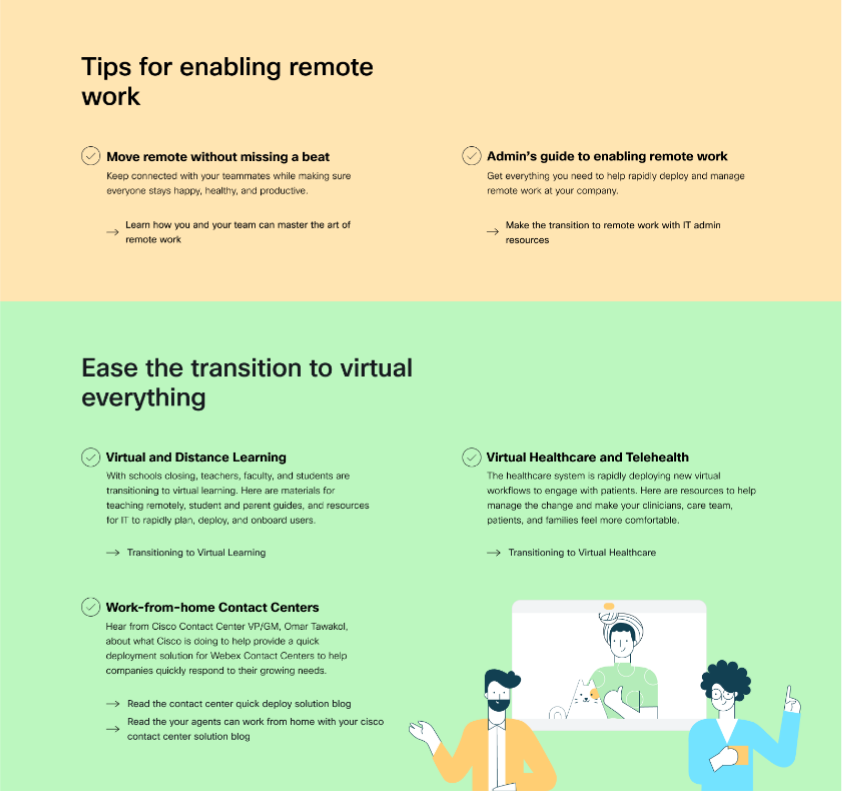 Tips for enabling remote
work
Move remote without missing a beat
Keep connected with your teammates while making sure
everyone stays happy, healthy, and productive.
Learn how you and your team can master the art of
remote work
Admin's guide to enabling remote work
Get everything you need to help rapidly deploy and manage
remote work at your company.
Make the transition to remote work with IT admin
resources
Ease the transition to virtual
everything
Virtual and Distance Learning
With schools closing, teachers, faculty, and students are
transitioning to virtual learning. Here are materials for
teaching remotely, student and parent guides, and resources
for IT to rapidly plan, deploy, and onboard users.
Transitioning to Virtual Learning
Virtual Healthcare and Telehealth
The healthcare system is rapidly deploying new virtual
workflows to engage with patients. Here are resources to help
manage the change and make your clinicians, care team,
patients, and families feel more comfortable.
Transitioning to Virtual Healthcare
Work-from-home Contact Centers
Hear from Cisco Contact Center VP/GM, Omar Tawakol,
about what Cisco is doing to help provide a quick
deployment solution for Webex Contact Centers to help
companies quickly respond to their growing needs.
Read the contact center quick deploy solution blog
Read the your agents can work from home with your cisco
contact center solution blog